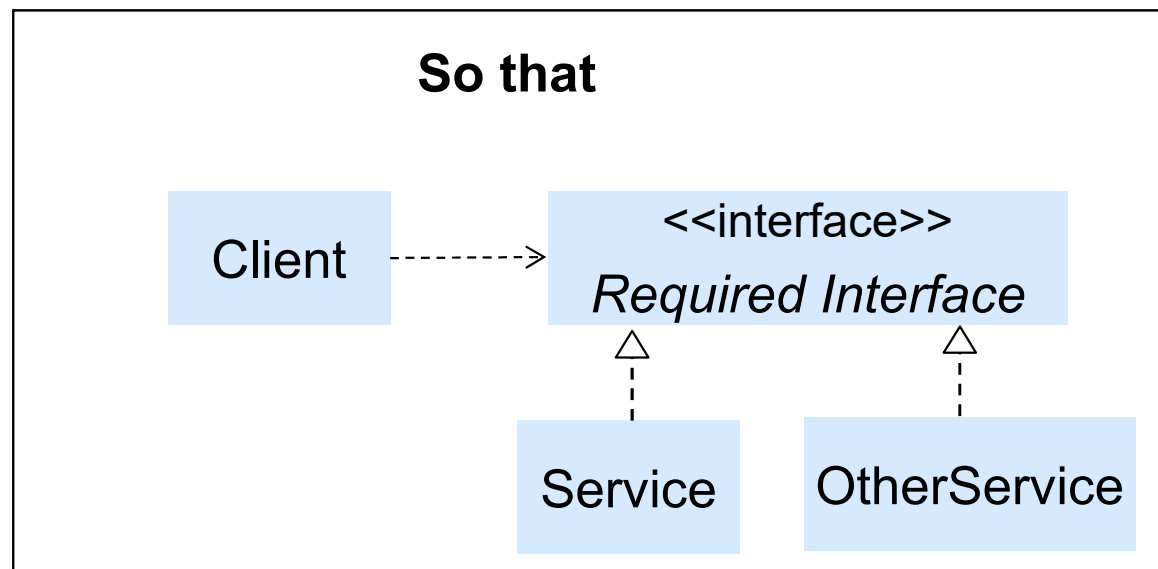 So that
Client
<<interface>>
Required Interface
Service
OtherService